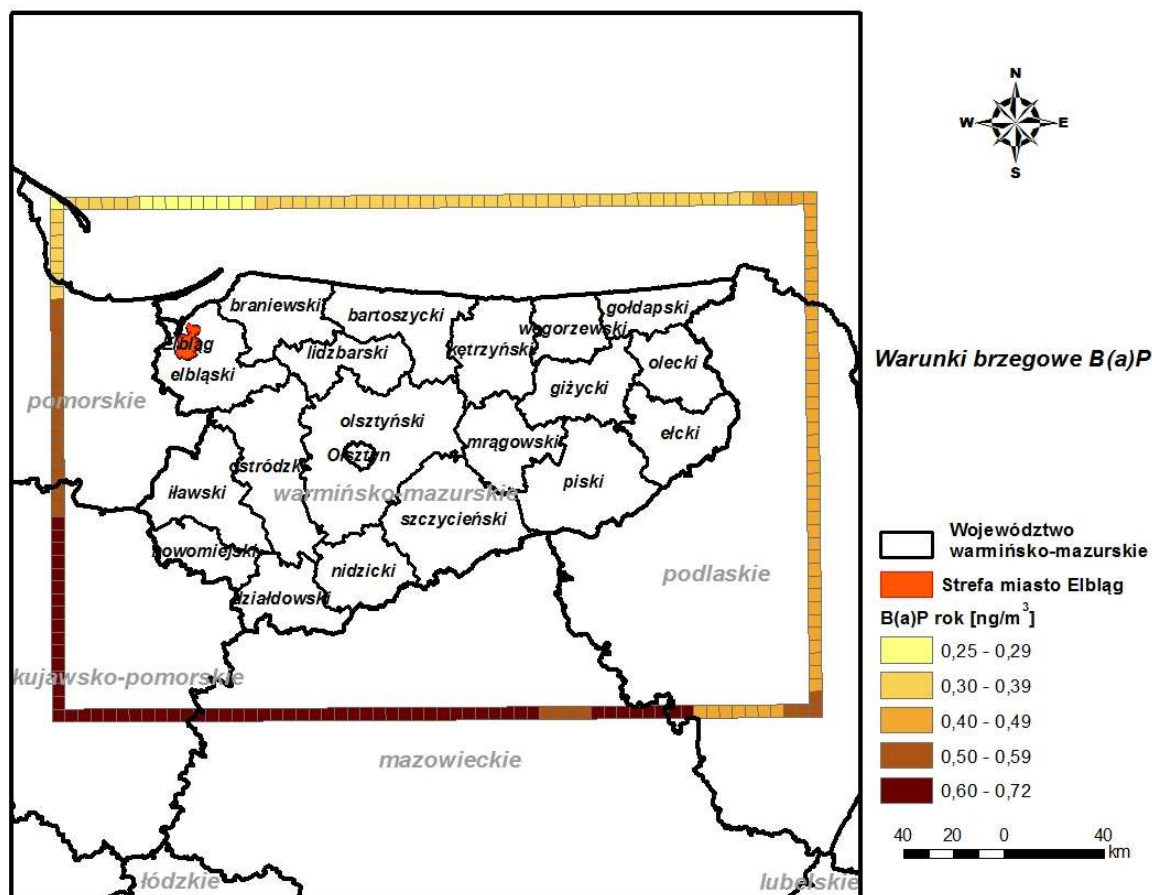 N
W E
S
braniewski
bartoszycki
gołdapski
węgorzewski
Elbląg
lidzbarski
kętrzyński
olecki
elbląski
giżycki
pomorskie
olsztyński
mrągowski
ełcki
ostródzki
Olsztyn
iławski
warmińsko-mazurskie
piski
szczycieński
nowomiejski
nidzicki
podlaskie
działdowski
kujawsko-pomorskie
mazowieckie
łódzkie
lubelskie
Warunki brzegowe B(a)P
Województwo
warmińsko-mazurskie
Strefa miasto Elbląg
B(a)P rok [ng/m³]
0,25 - 0,29
0,30 - 0,39
0,40 - 0,49
0,50 - 0,59
0,60 - 0,72
40 20 0 40
km